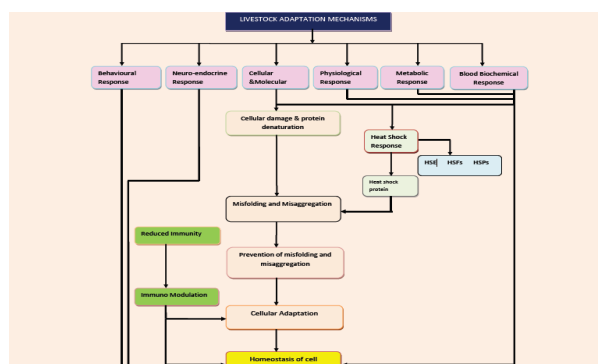 LIVESTOCK ADAPTATION MECHANISMS
Behavioural
Response
Neuro-endocrine
Response
Cellular
&Molecular
Physiological
Response
Metabolic
Response
Blood Biochemical
Response
Cellular damage & protein
denaturation
Heat Shock
Response
HSE HSFs HSPs
Heat shock
protein
Misfolding and Misaggregation
Reduced Immunity
Prevention of misfolding and
misaggregation
Immuno Modulation
Cellular Adaptation
Homeostasis of cell